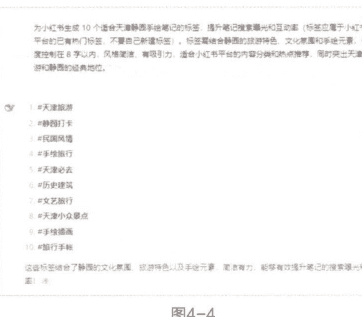 为小红书生成 10 个适合天津静园手绘笔记的标签，提升笔记搜索曝光和互动率（标签应属于小红
平台的已有热门标签，不要自己新建标签）。标签需结合静园的旅游特色、文化氛围和手绘元素，
度控制在 8 字以内，风格简洁、有吸引力，适合小红书平台的内容分类和热点推荐，同时突出天津
游和静园的经典地位。
1. #天津旅游
2. #静园打卡
3. #民国风情
4. #手绘旅行
5. #天津必去
6. #历史建筑
7. #文艺旅行
8. #天津小众景点
9. #手绘插画
10. #旅行手帐
这些标签结合了静园的文化氛围、旅游特色以及手绘元素，简洁有力，能够有效提升笔记的搜索曝光
图4-4